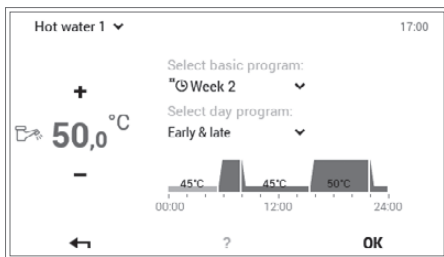 Hot water 1
17:00
Select basic program:
"Week 2
+
Select day program:
50,0°C
Early & late
−
45°C 45°C 50°C
00:00 12:00 24:00
? OK